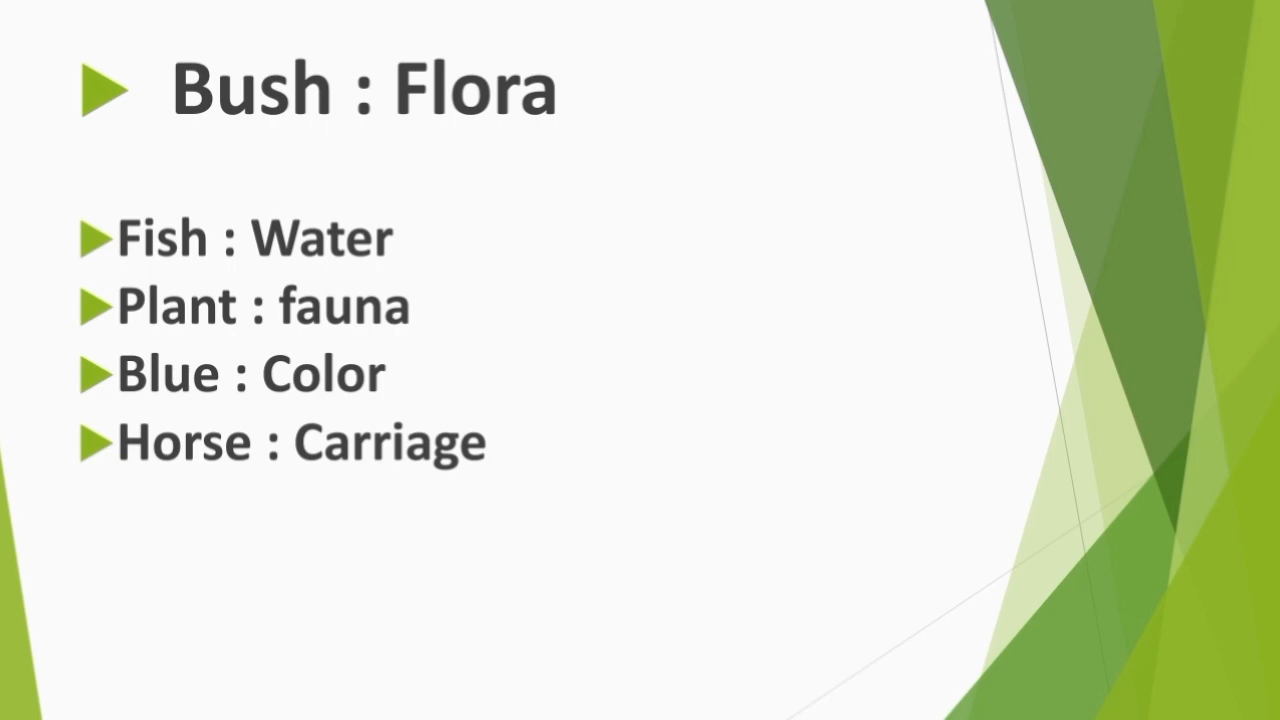 Bush : Flora
Fish : Water
Plant : fauna
Blue : Color
Horse : Carriage